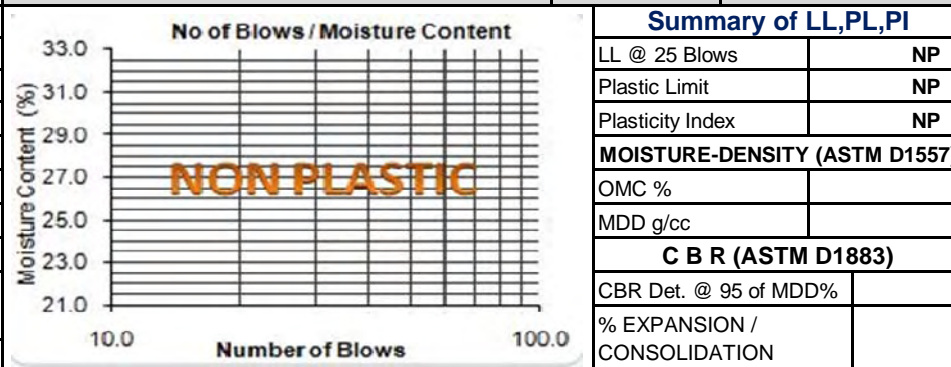 No of Blows / Moisture Content
33.0
31.0
29.0
27.0
25.0
23.0
21.0
Moisture Content (%)
NON PLASTIC
10.0
100.0
Number of Blows
Summary of LL,PL,PI
LL @ 25 Blows NP
Plastic Limit NP
Plasticity Index NP
MOISTURE-DENSITY (ASTM D1557
OMC %
MDD g/cc
C B R (ASTM D1883)
CBR Det. @ 95 of MDD%
% EXPANSION /
CONSOLIDATION